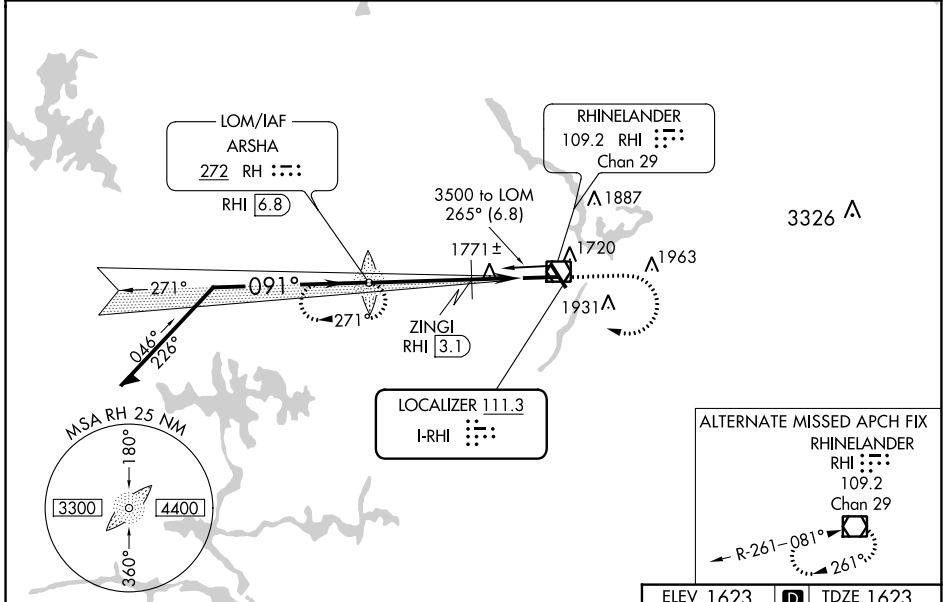 LOM/IAF
ARSHA
272 RH
RHI 6.8
RHINELANDER
109.2 RHI
Chan 29
3500 to LOM
265° (6.8)
1887
3326
1771±
1720
1963
271°
091°
271°
1931
046°
226°
ZINGI
RHI 3.1
LOCALIZER 111.3
I-RHI
MSA RH 25 NM
180°
3300
4400
360°
ALTERNATE MISSED APCH FIX
RHINELANDER
RHI
109.2
Chan 29
R-261
081°
261°
ELEV 1623 D TDZE 1623